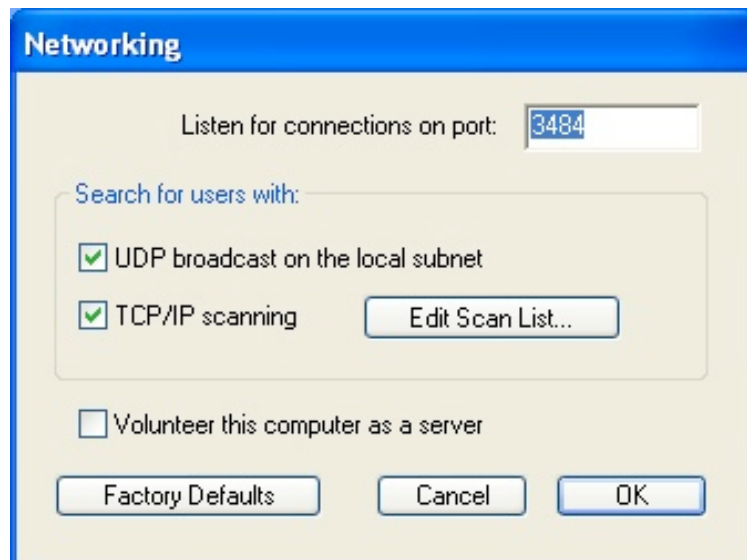 Networking
Listen for connections on port: 3484
Search for users with:
UDP broadcast on the local subnet
TCP/IP scanning Edit Scan List...
Volunteer this computer as a server
Factory Defaults Cancel OK